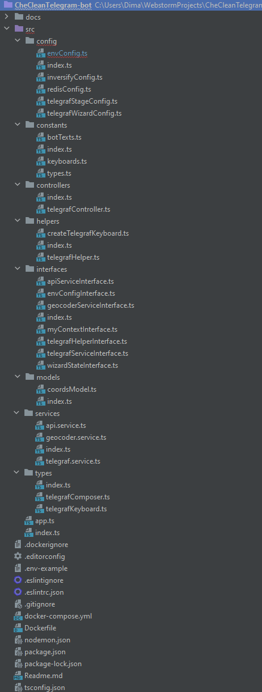 CheCleanTelegram-bot C:\Users\Dima\WebstormProjects\CheCleanTelegram
docs
src
config
envConfig.ts
index.ts
inversifyConfig.ts
redisConfig.ts
telegrafStageConfig.ts
telegrafWizardConfig.ts
constants
botTexts.ts
index.ts
keyboards.ts
types.ts
controllers
index.ts
telegrafController.ts
helpers
createTelegrafKeyboard.ts
index.ts
telegrafHelper.ts
interfaces
apiServiceInterface.ts
envConfigInterface.ts
geocoderServiceInterface.ts
index.ts
myContextInterface.ts
telegrafHelperInterface.ts
telegrafServiceInterface.ts
wizardStateInterface.ts
models
coordsModel.ts
index.ts
services
api.service.ts
geocoder.service.ts
index.ts
telegraf.service.ts
types
index.ts
telegrafComposer.ts
telegrafKeyboard.ts
app.ts
index.ts
.dockerignore
.editorconfig
.env-example
.eslintignore
.eslintrc.json
.gitignore
docker-compose.yml
Dockerfile
nodemon.json
package.json
package-lock.json
Readme.md
tsconfig.json